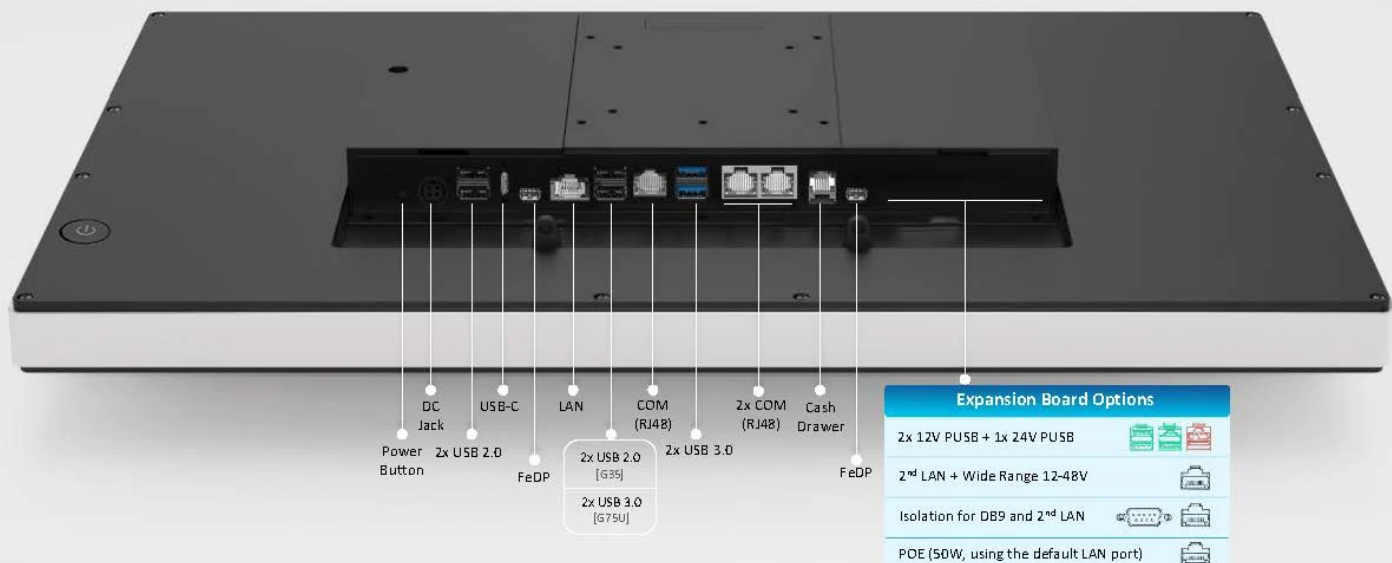 DC
Jack
USB-C
LAN
COM
(RJ48)
2x COM
(RJ48)
Cash
Drawer
Power
Button
2x USB 2.0
FeDP
2x USB 2.0
[G35]
2x USB 3.0
[G75U]
2x USB 3.0
FeDP
Expansion Board Options
2x 12V PUSB + 1x 24V PUSB
2nd LAN + Wide Range 12-48V
Isolation for DB9 and 2nd LAN
POE (50W, using the default LAN port)